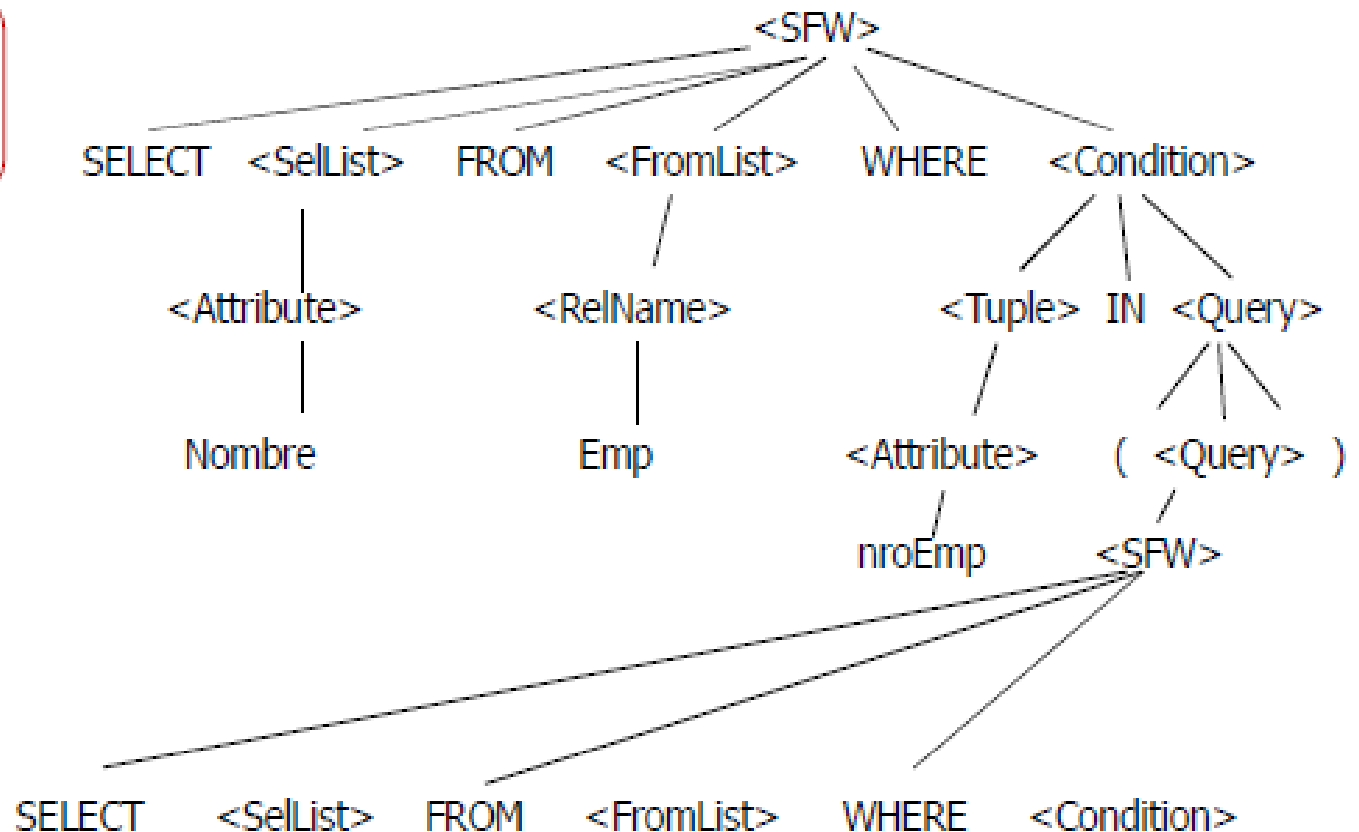 <SFW>
SELECT <SelList> FROM <FromList> WHERE <Condition>
<Attribute> <RelName> <Tuple> IN <Query>
Nombre Emp <Attribute> ( <Query> )
nroEmp <SFW>
SELECT <SelList> FROM <FromList> WHERE <Condition>